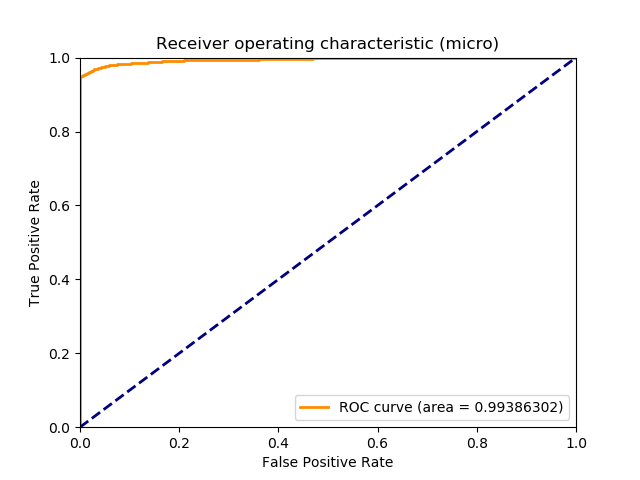 Receiver operating characteristic (micro)
1.0
0.8
0.6
0.4
0.2
0.0
True Positive Rate
ROC curve (area = 0.99386302)
0.0 0.2 0.4 0.6 0.8 1.0
False Positive Rate